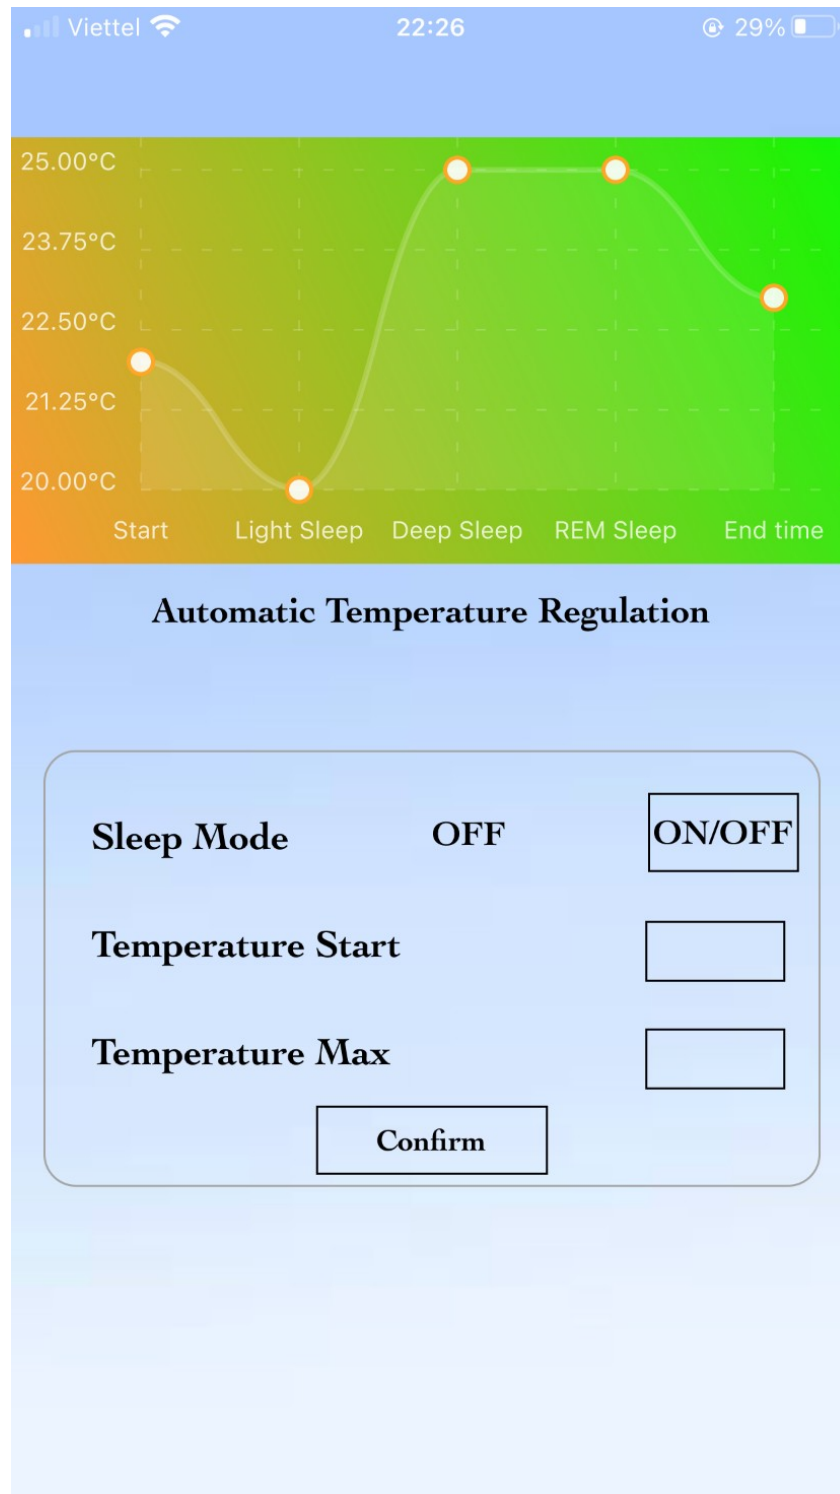 Viettel 22:26 29%
25.00°C
23.75°C
22.50°C
21.25°C
20.00°C
Start Light Sleep Deep Sleep REM Sleep End time
Automatic Temperature Regulation
Sleep Mode OFF ON/OFF
Temperature Start
Temperature Max
Confirm